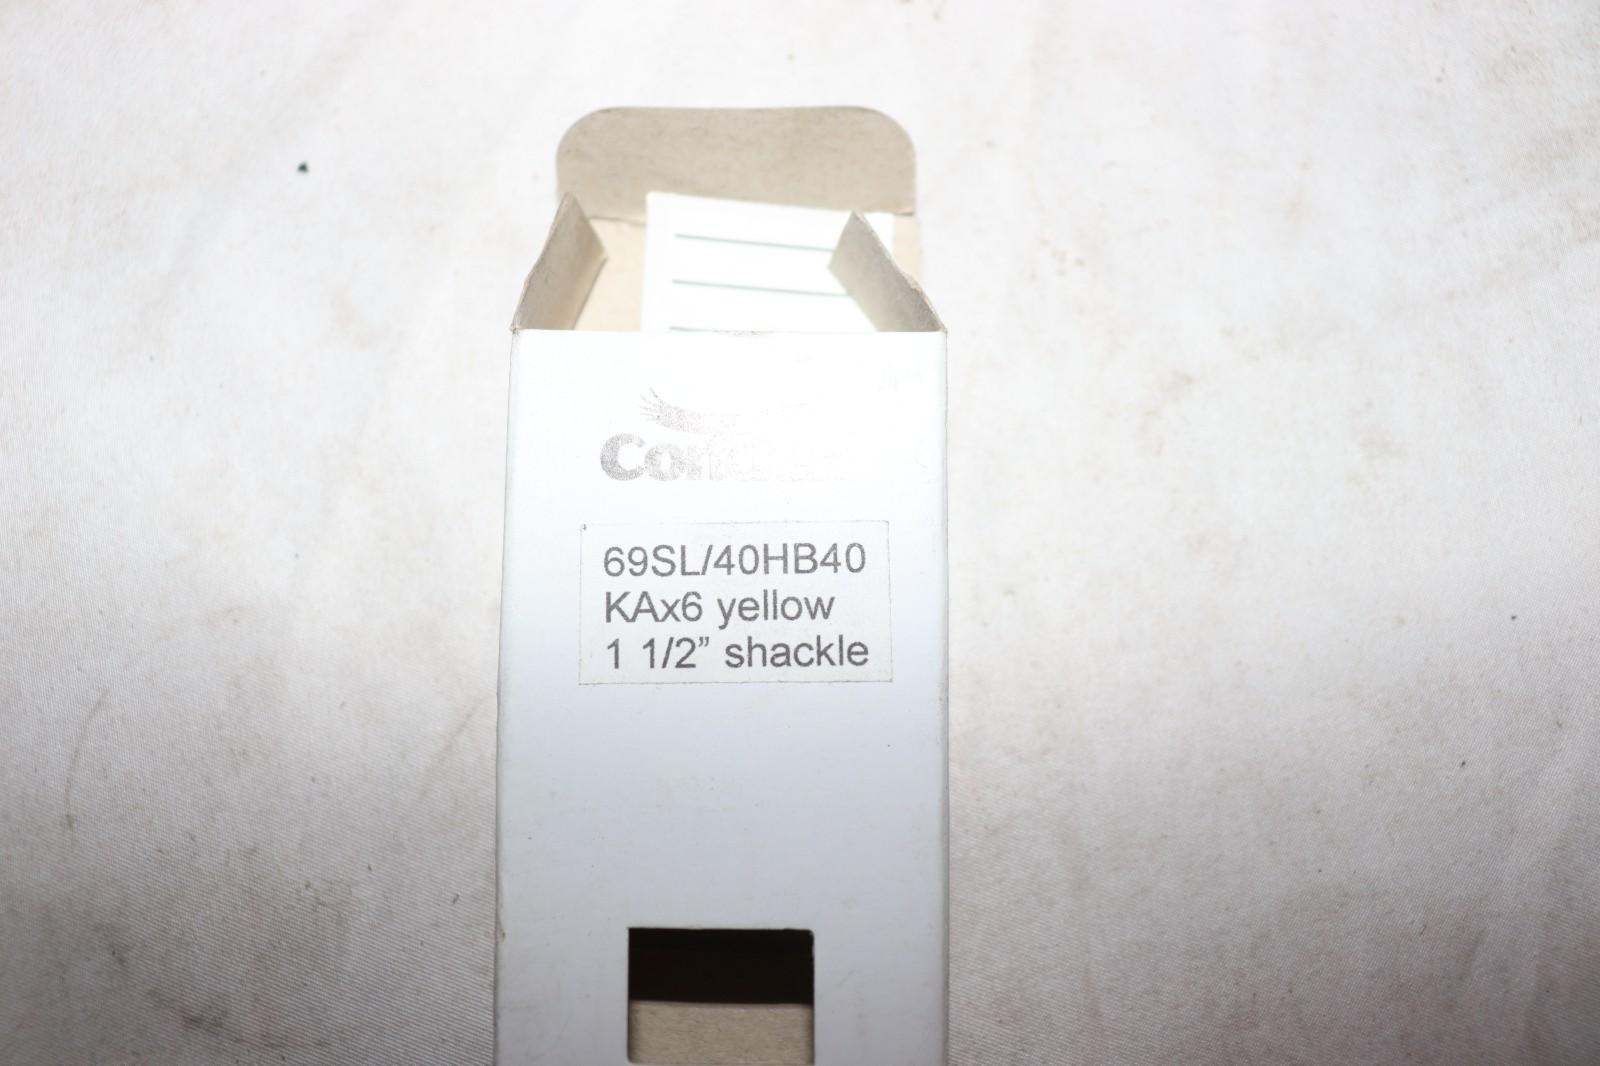 69SL/40HB40
KAx6 yellow
1 1/2” shackle